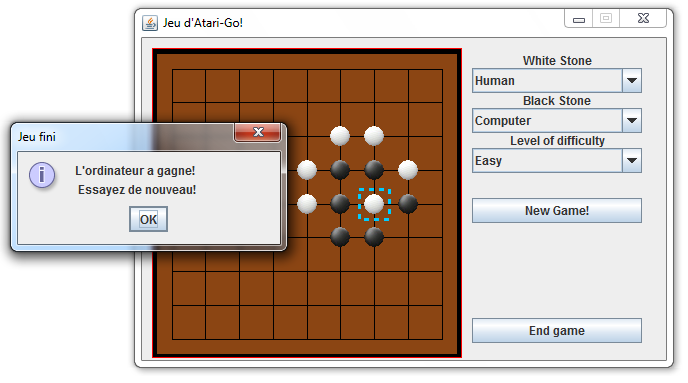 Jeu d'Atari-Go!
White Stone
Human
Black Stone
Computer
Level of difficulty
Easy
New Game!
End game
Jeu fini
L'ordinateur a gagne!
Essayez de nouveau!
OK